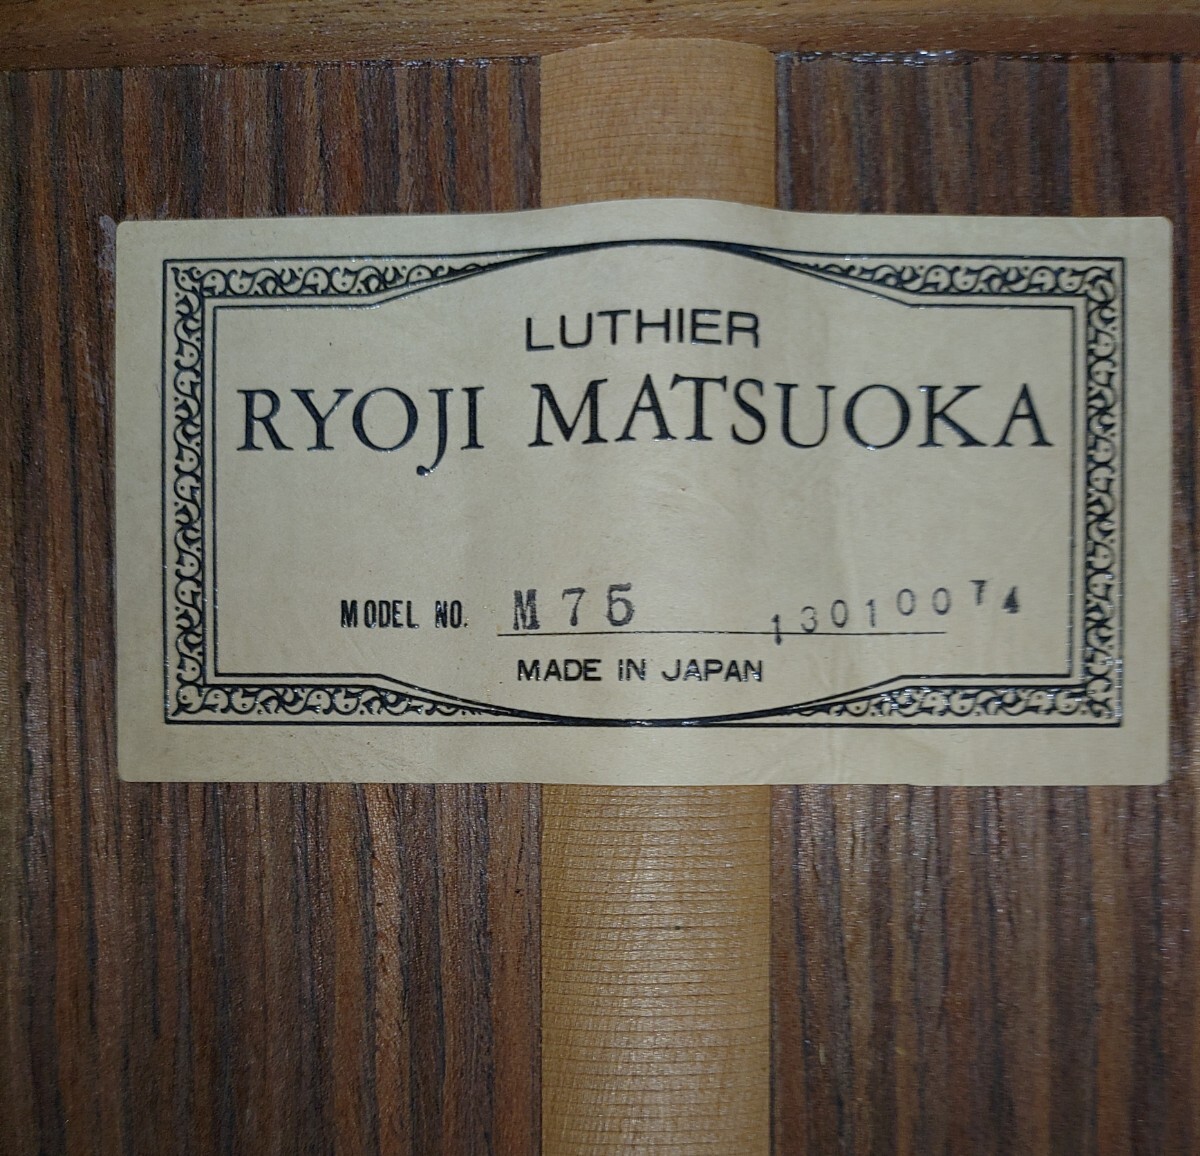 LUTHIER
RYOJI MATSUOKA
MODEL NO. M75 13010074
MADE IN JAPAN